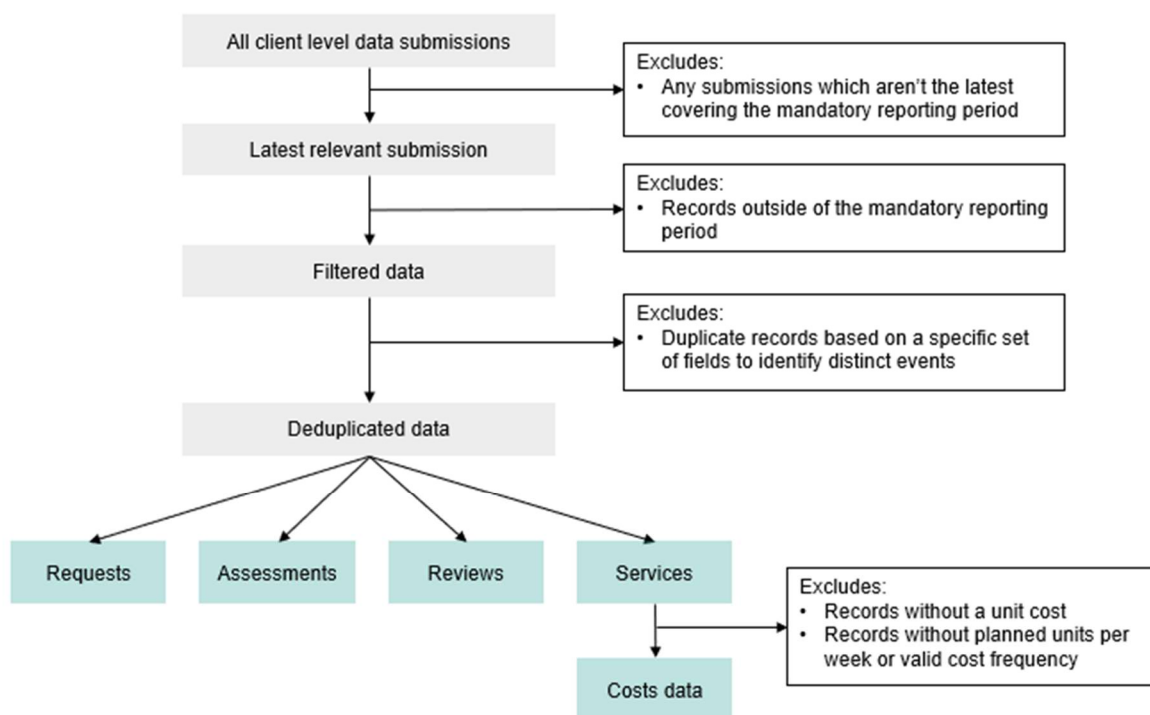 All client level data submissions
Excludes:
• Any submissions which aren't the latest
covering the mandatory reporting period
Latest relevant submission
Excludes:
• Records outside of the mandatory reporting
period
Filtered data
Excludes:
• Duplicate records based on a specific set
of fields to identify distinct events
Deduplicated data
Requests
Assessments
Reviews
Services
Excludes:
• Records without a unit cost
• Records without planned units per
week or valid cost frequency
Costs data